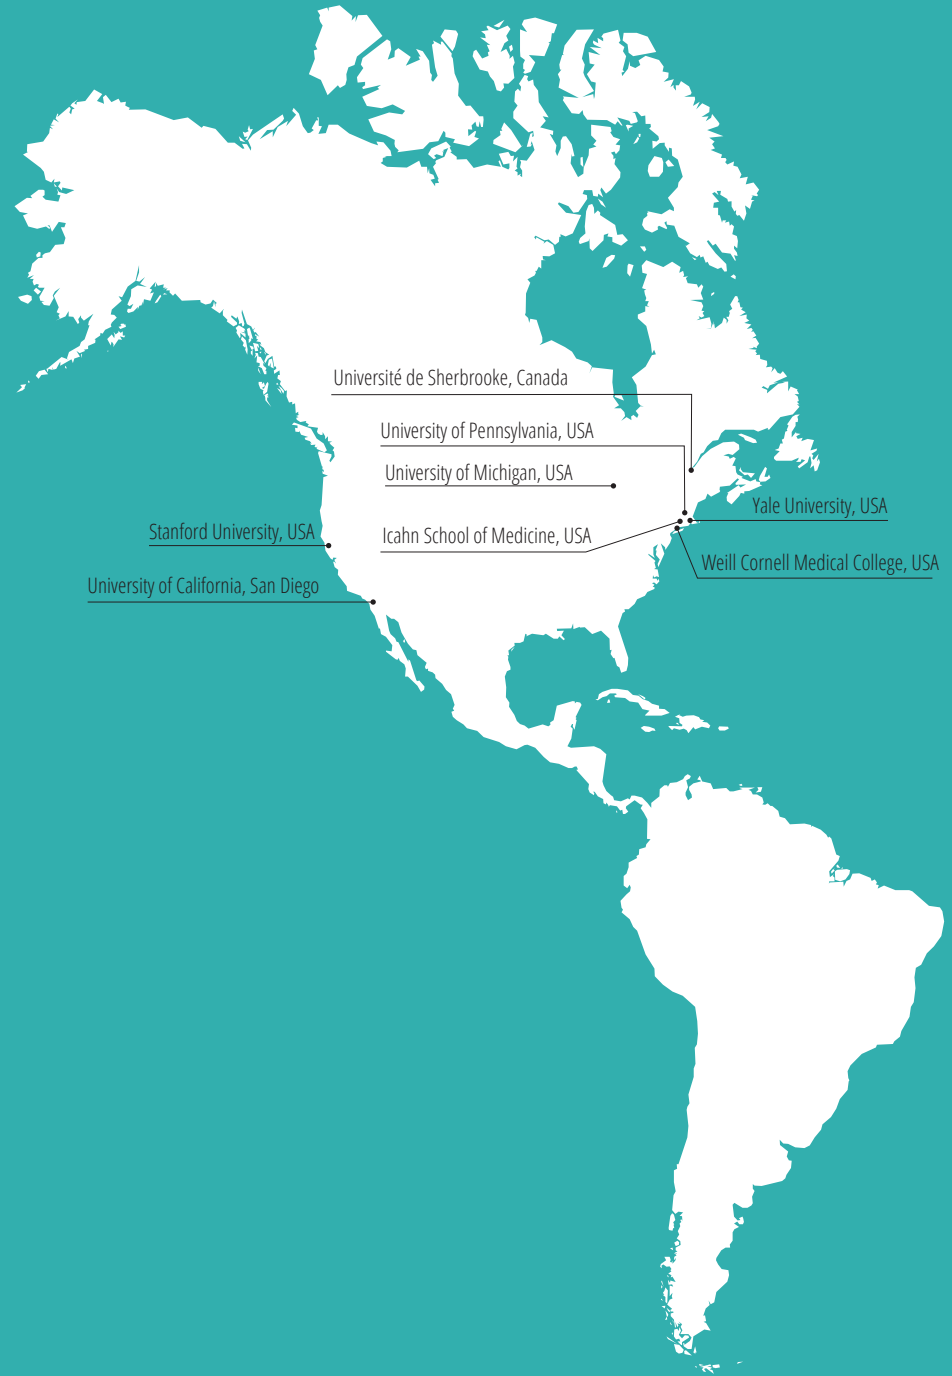 Université de Sherbrooke, Canada
University of Pennsylvania, USA
University of Michigan, USA
Yale University, USA
Stanford University, USA
Icahn School of Medicine, USA
Weill Cornell Medical College, USA
University of California, San Diego